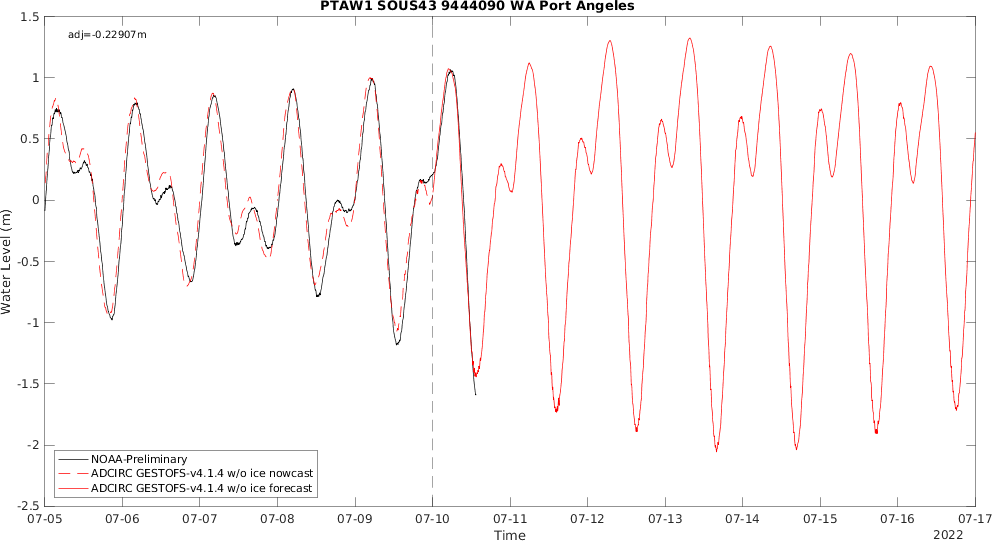 PTAW1 SOUS43 9444090 WA Port Angeles
adj=-0.22907m
1.5
1
0.5
0
-0.5
-1
-1.5
-2
-2.5
Water Level (m)
NOAA-Preliminary
ADCIRC GESTOFS-v4.1.4 w/o ice nowcast
ADCIRC GESTOFS-v4.1.4 w/o ice forecast
07-05 07-06 07-07 07-08 07-09 07-10 07-11 07-12 07-13 07-14 07-15 07-16 07-17
Time
2022